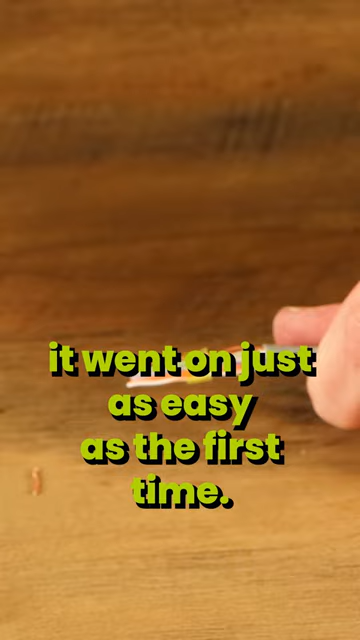 it went on just
as easy
as the first
time.